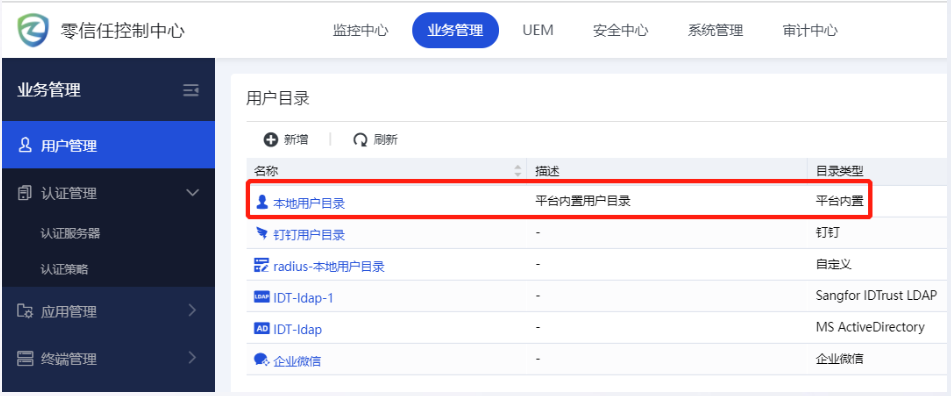 零信任控制中心 监控中心 业务管理 UEM 安全中心 系统管理 审计中心
业务管理
用户管理
认证管理
认证服务器
认证策略
应用管理
终端管理
用户目录
新增 刷新
名称 描述 目录类型
本地用户目录 平台内置用户目录 平台内置
钉钉用户目录 - 钉钉
radius-本地用户目录 - 自定义
LDAP IDT-ldap-1 - Sangfor IDTrust LDAP
AD IDT-ldap - MS ActiveDirectory
企业微信 - 企业微信